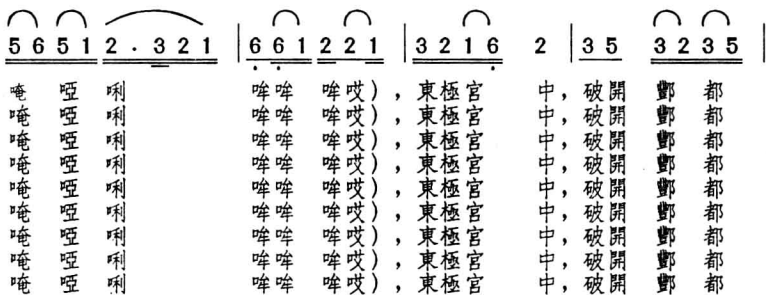 5 6 5 1 2 . 3 2 1 | 6 6 1 2 2 1 | 3 2 1 6 2 | 3 5 3 2 3 5 |
唵 啞 唎 哞哞 哞哎），東極宮 中，破開 酆 都
唵 啞 唎 哞哞 哞哎），東極宮 中，破開 酆 都
唵 啞 唎 哞哞 哞哎），東極宮 中，破開 酆 都
唵 啞 唎 哞哞 哞哎），東極宮 中，破開 酆 都
唵 啞 唎 哞哞 哞哎），東極宮 中，破開 酆 都
唵 啞 唎 哞哞 哞哎），東極宮 中，破開 酆 都
唵 啞 唎 哞哞 哞哎），東極宮 中，破開 酆 都
唵 啞 唎 哞哞 哞哎），東極宮 中，破開 酆 都
唵 啞 唎 哞哞 哞哎），東極宮 中，破開 酆 都